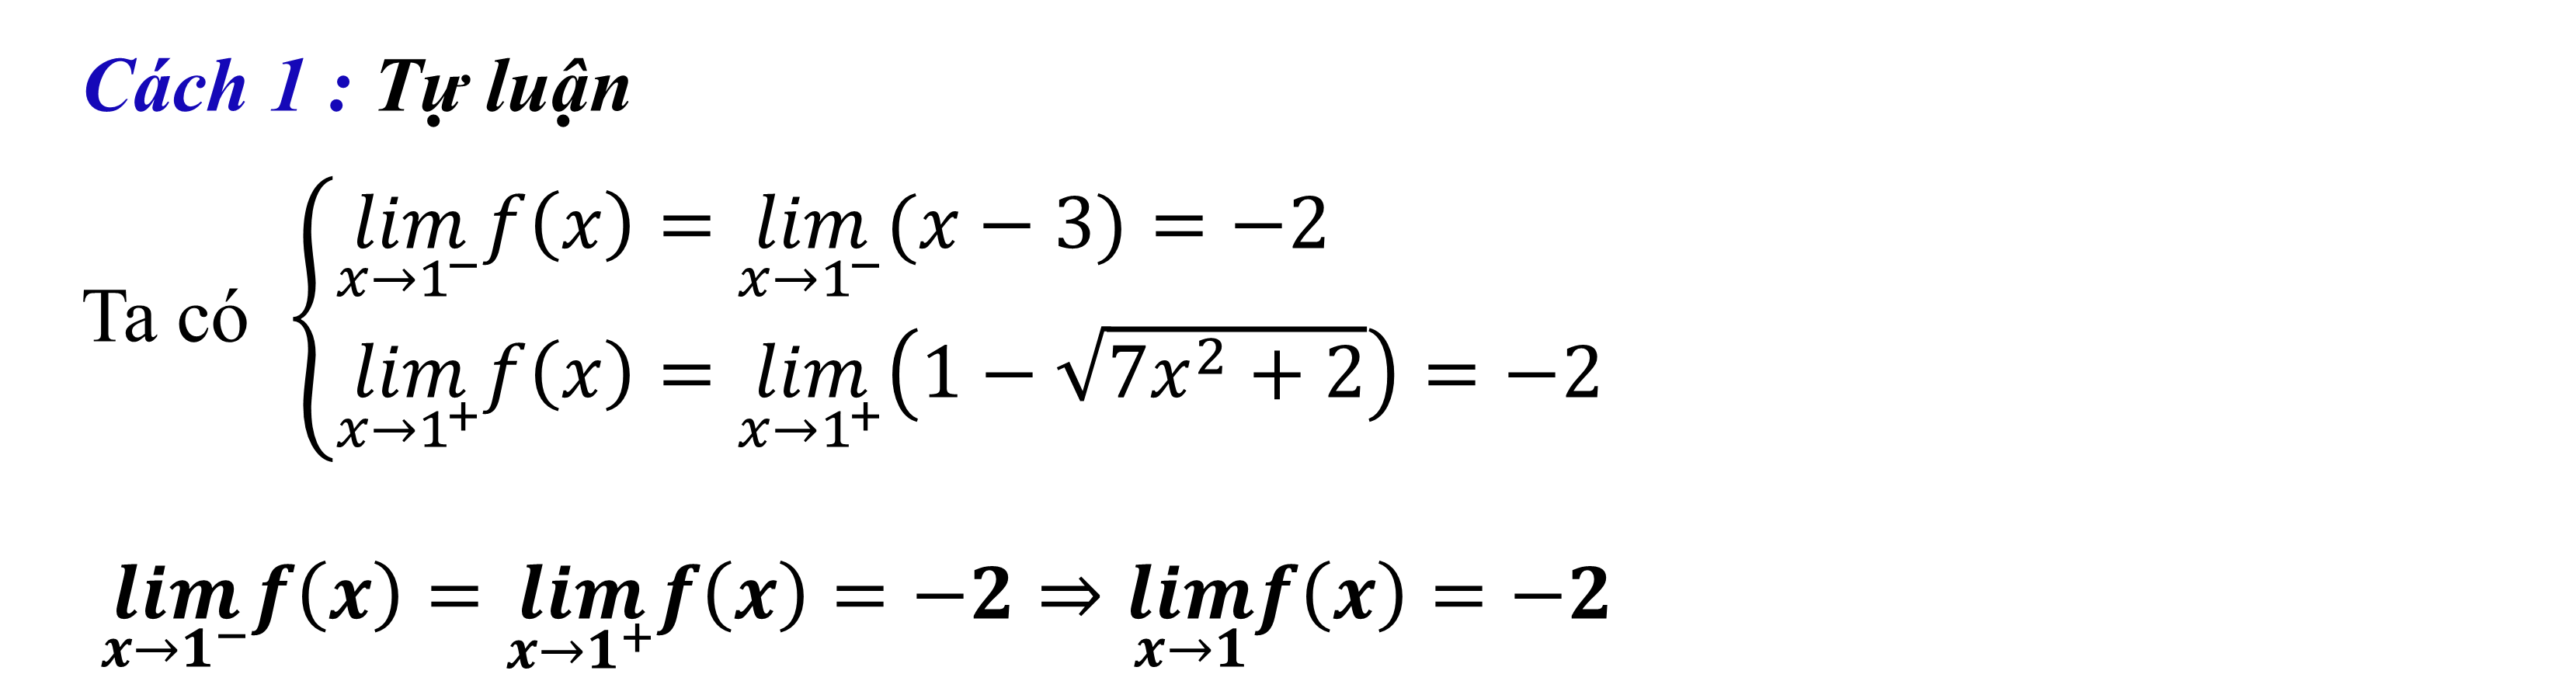 Cách 1 : Tự luận
Ta có { lim_{x→1⁻} f(x) = lim_{x→1⁻} (x − 3) = −2
lim_{x→1⁺} f(x) = lim_{x→1⁺} (1 − √(7x² + 2)) = −2
lim_{x→1⁻} f(x) = lim_{x→1⁺} f(x) = −2 ⇒ lim_{x→1} f(x) = −2